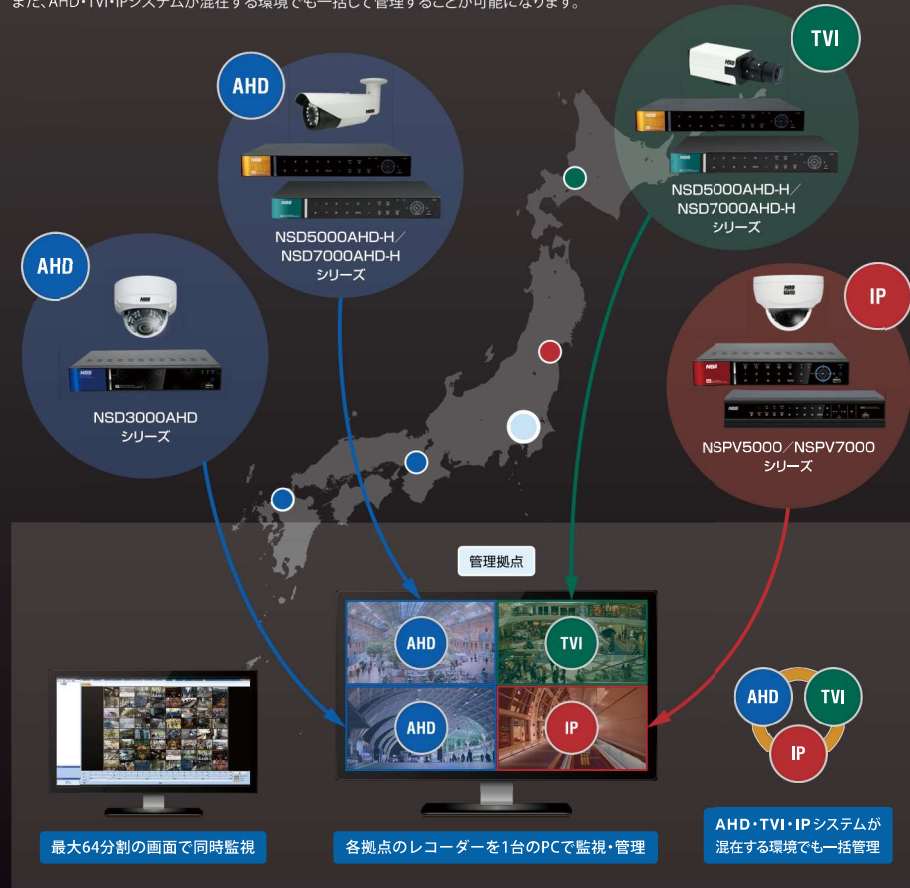 また、AHD・TVI・IPシステムが混在する環境でも一括して管理することが可能になります。
TVI
AHD
NSD5000AHD-H／
NSD7000AHD-H
シリーズ
NSD5000AHD-H／
NSD7000AHD-H
シリーズ
AHD
IP
NSD3000AHD
シリーズ
NSPV5000／NSPV7000
シリーズ
管理拠点
AHD
TVI
AHD
IP
AHD
TVI
IP
最大64分割の画面で同時監視
各拠点のレコーダーを1台のPCで監視・管理
AHD・TVI・IPシステムが
混在する環境でも一括管理